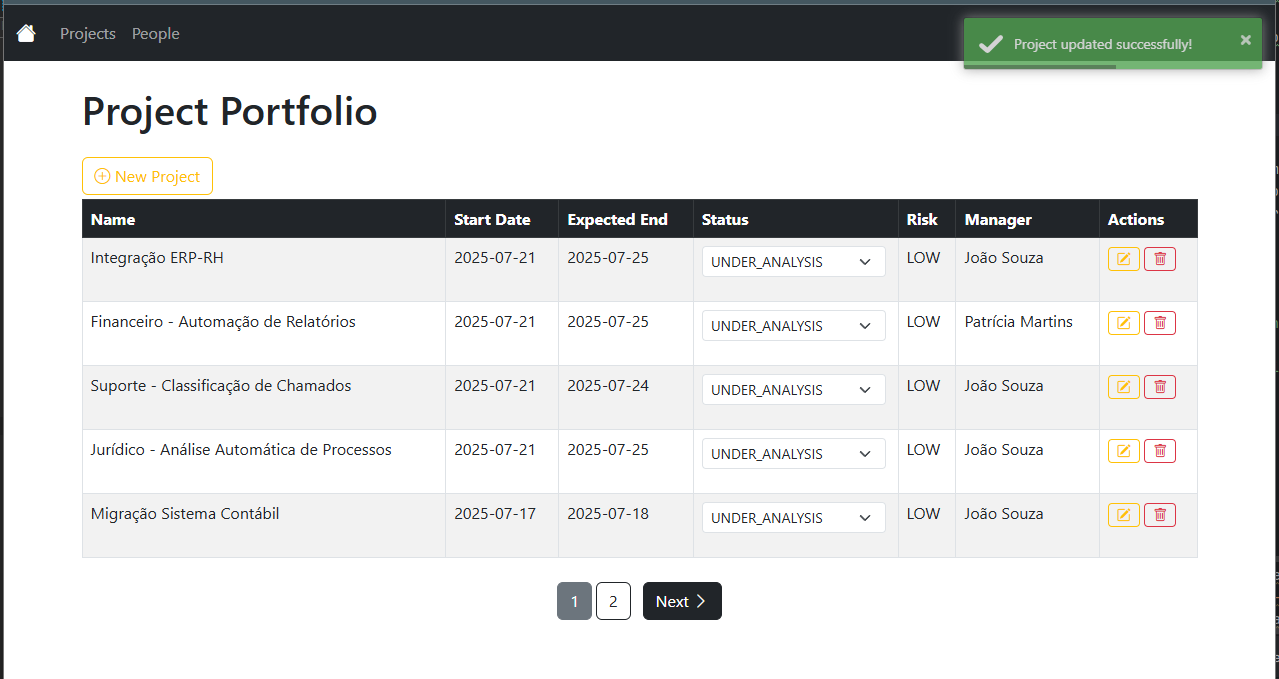 Projects People
Project updated successfully!
Project Portfolio
New Project
Name Start Date Expected End Status Risk Manager Actions
Integração ERP-RH 2025-07-21 2025-07-25 UNDER_ANALYSIS LOW João Souza
Financeiro - Automação de Relatórios 2025-07-21 2025-07-25 UNDER_ANALYSIS LOW Patrícia Martins
Suporte - Classificação de Chamados 2025-07-21 2025-07-24 UNDER_ANALYSIS LOW João Souza
Jurídico - Análise Automática de Processos 2025-07-21 2025-07-25 UNDER_ANALYSIS LOW João Souza
Migração Sistema Contábil 2025-07-17 2025-07-18 UNDER_ANALYSIS LOW João Souza
1 2 Next